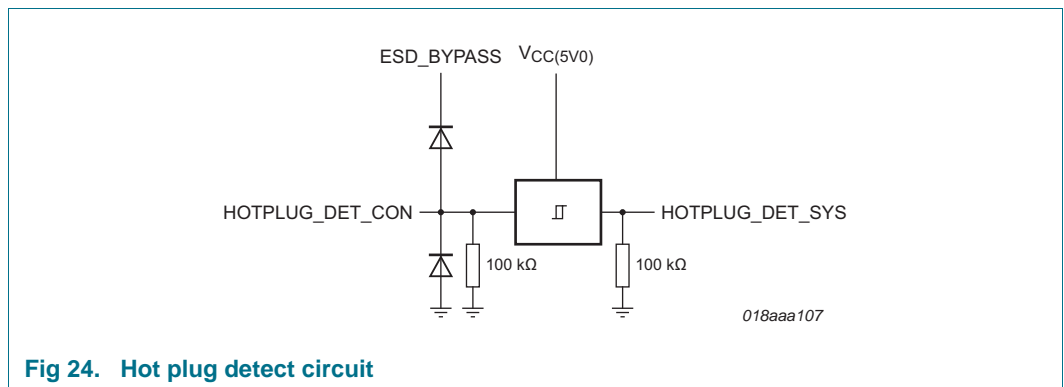 ESD_BYPASS VCC(5V0)
HOTPLUG_DET_CON
HOTPLUG_DET_SYS
100 kΩ
100 kΩ
018aaa107
Fig 24. Hot plug detect circuit